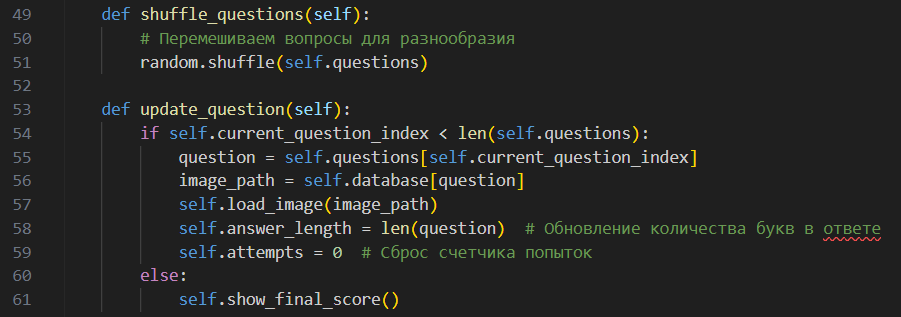 49 def shuffle_questions(self):
50 # Перемешиваем вопросы для разнообразия
51 random.shuffle(self.questions)
52
53 def update_question(self):
54 if self.current_question_index < len(self.questions):
55 question = self.questions[self.current_question_index]
56 image_path = self.database[question]
57 self.load_image(image_path)
58 self.answer_length = len(question)  # Обновление количества букв в ответе
59 self.attempts = 0  # Сброс счетчика попыток
60 else:
61 self.show_final_score()